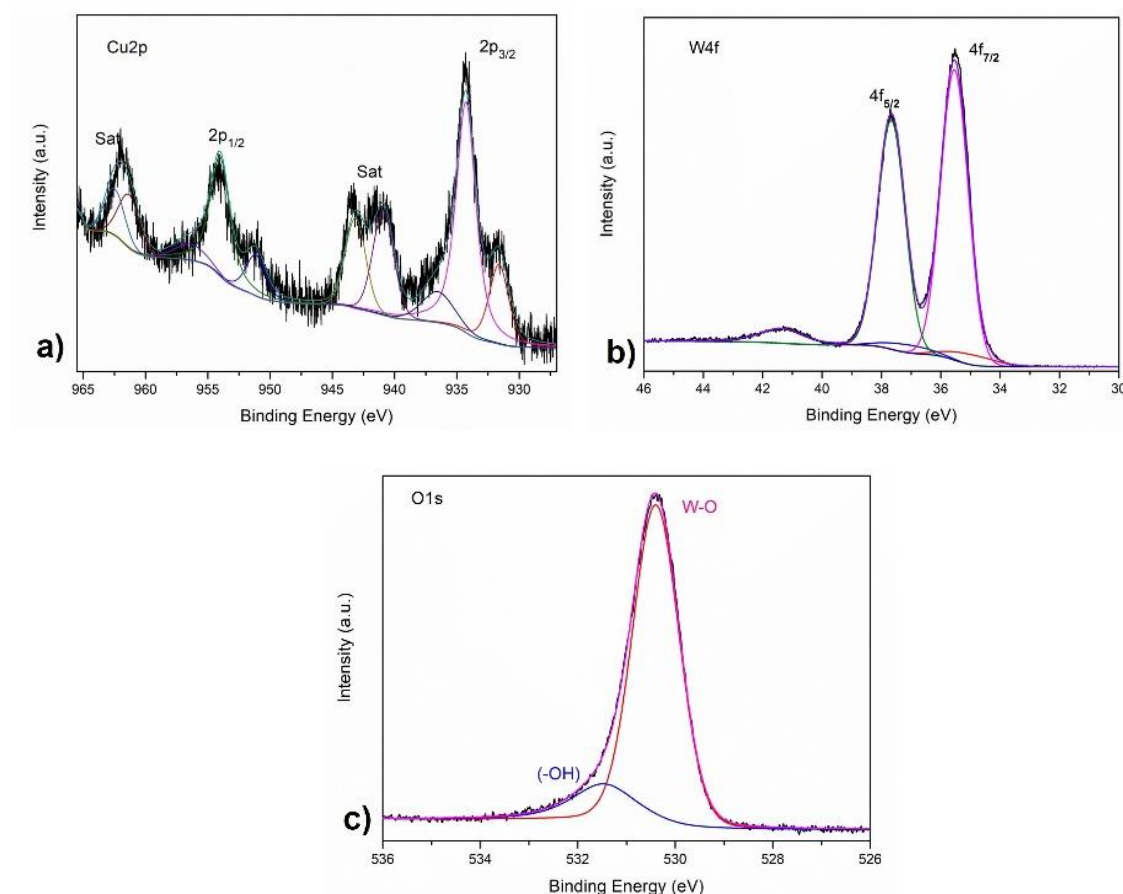 Cu2p
2p3/2
Sat
2p1/2
Sat
Intensity (a.u.)
a)
965 960 955 950 945 940 935 930
Binding Energy (eV)
W4f
4f7/2
4f5/2
Intensity (a.u.)
b)
46 44 42 40 38 36 34 32 30
Binding Energy (eV)
O1s
W-O
Intensity (a.u.)
(-OH)
c)
536 534 532 530 528 526
Binding Energy (eV)